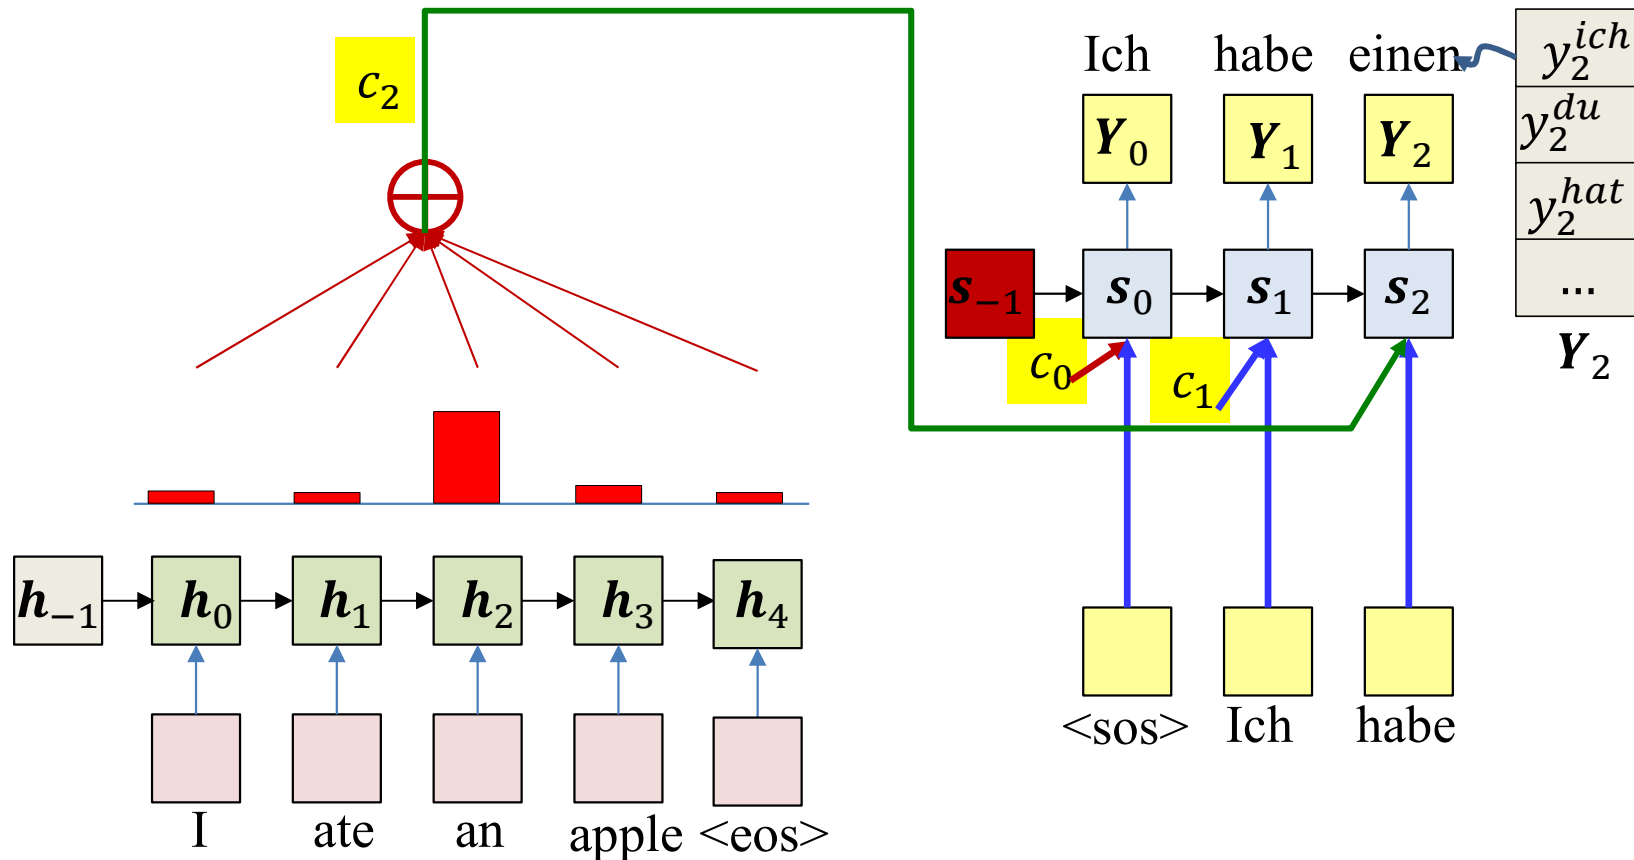 c₂
Ich habe einen
Y₀ Y₁ Y₂
s₋₁ s₀ s₁ s₂
c₀ c₁
y₂ⁱᶜʰ
y₂ᵈᵘ
y₂ʰᵃᵗ
...
Y₂
h₋₁ h₀ h₁ h₂ h₃ h₄
I ate an apple <eos>
<sos> Ich habe